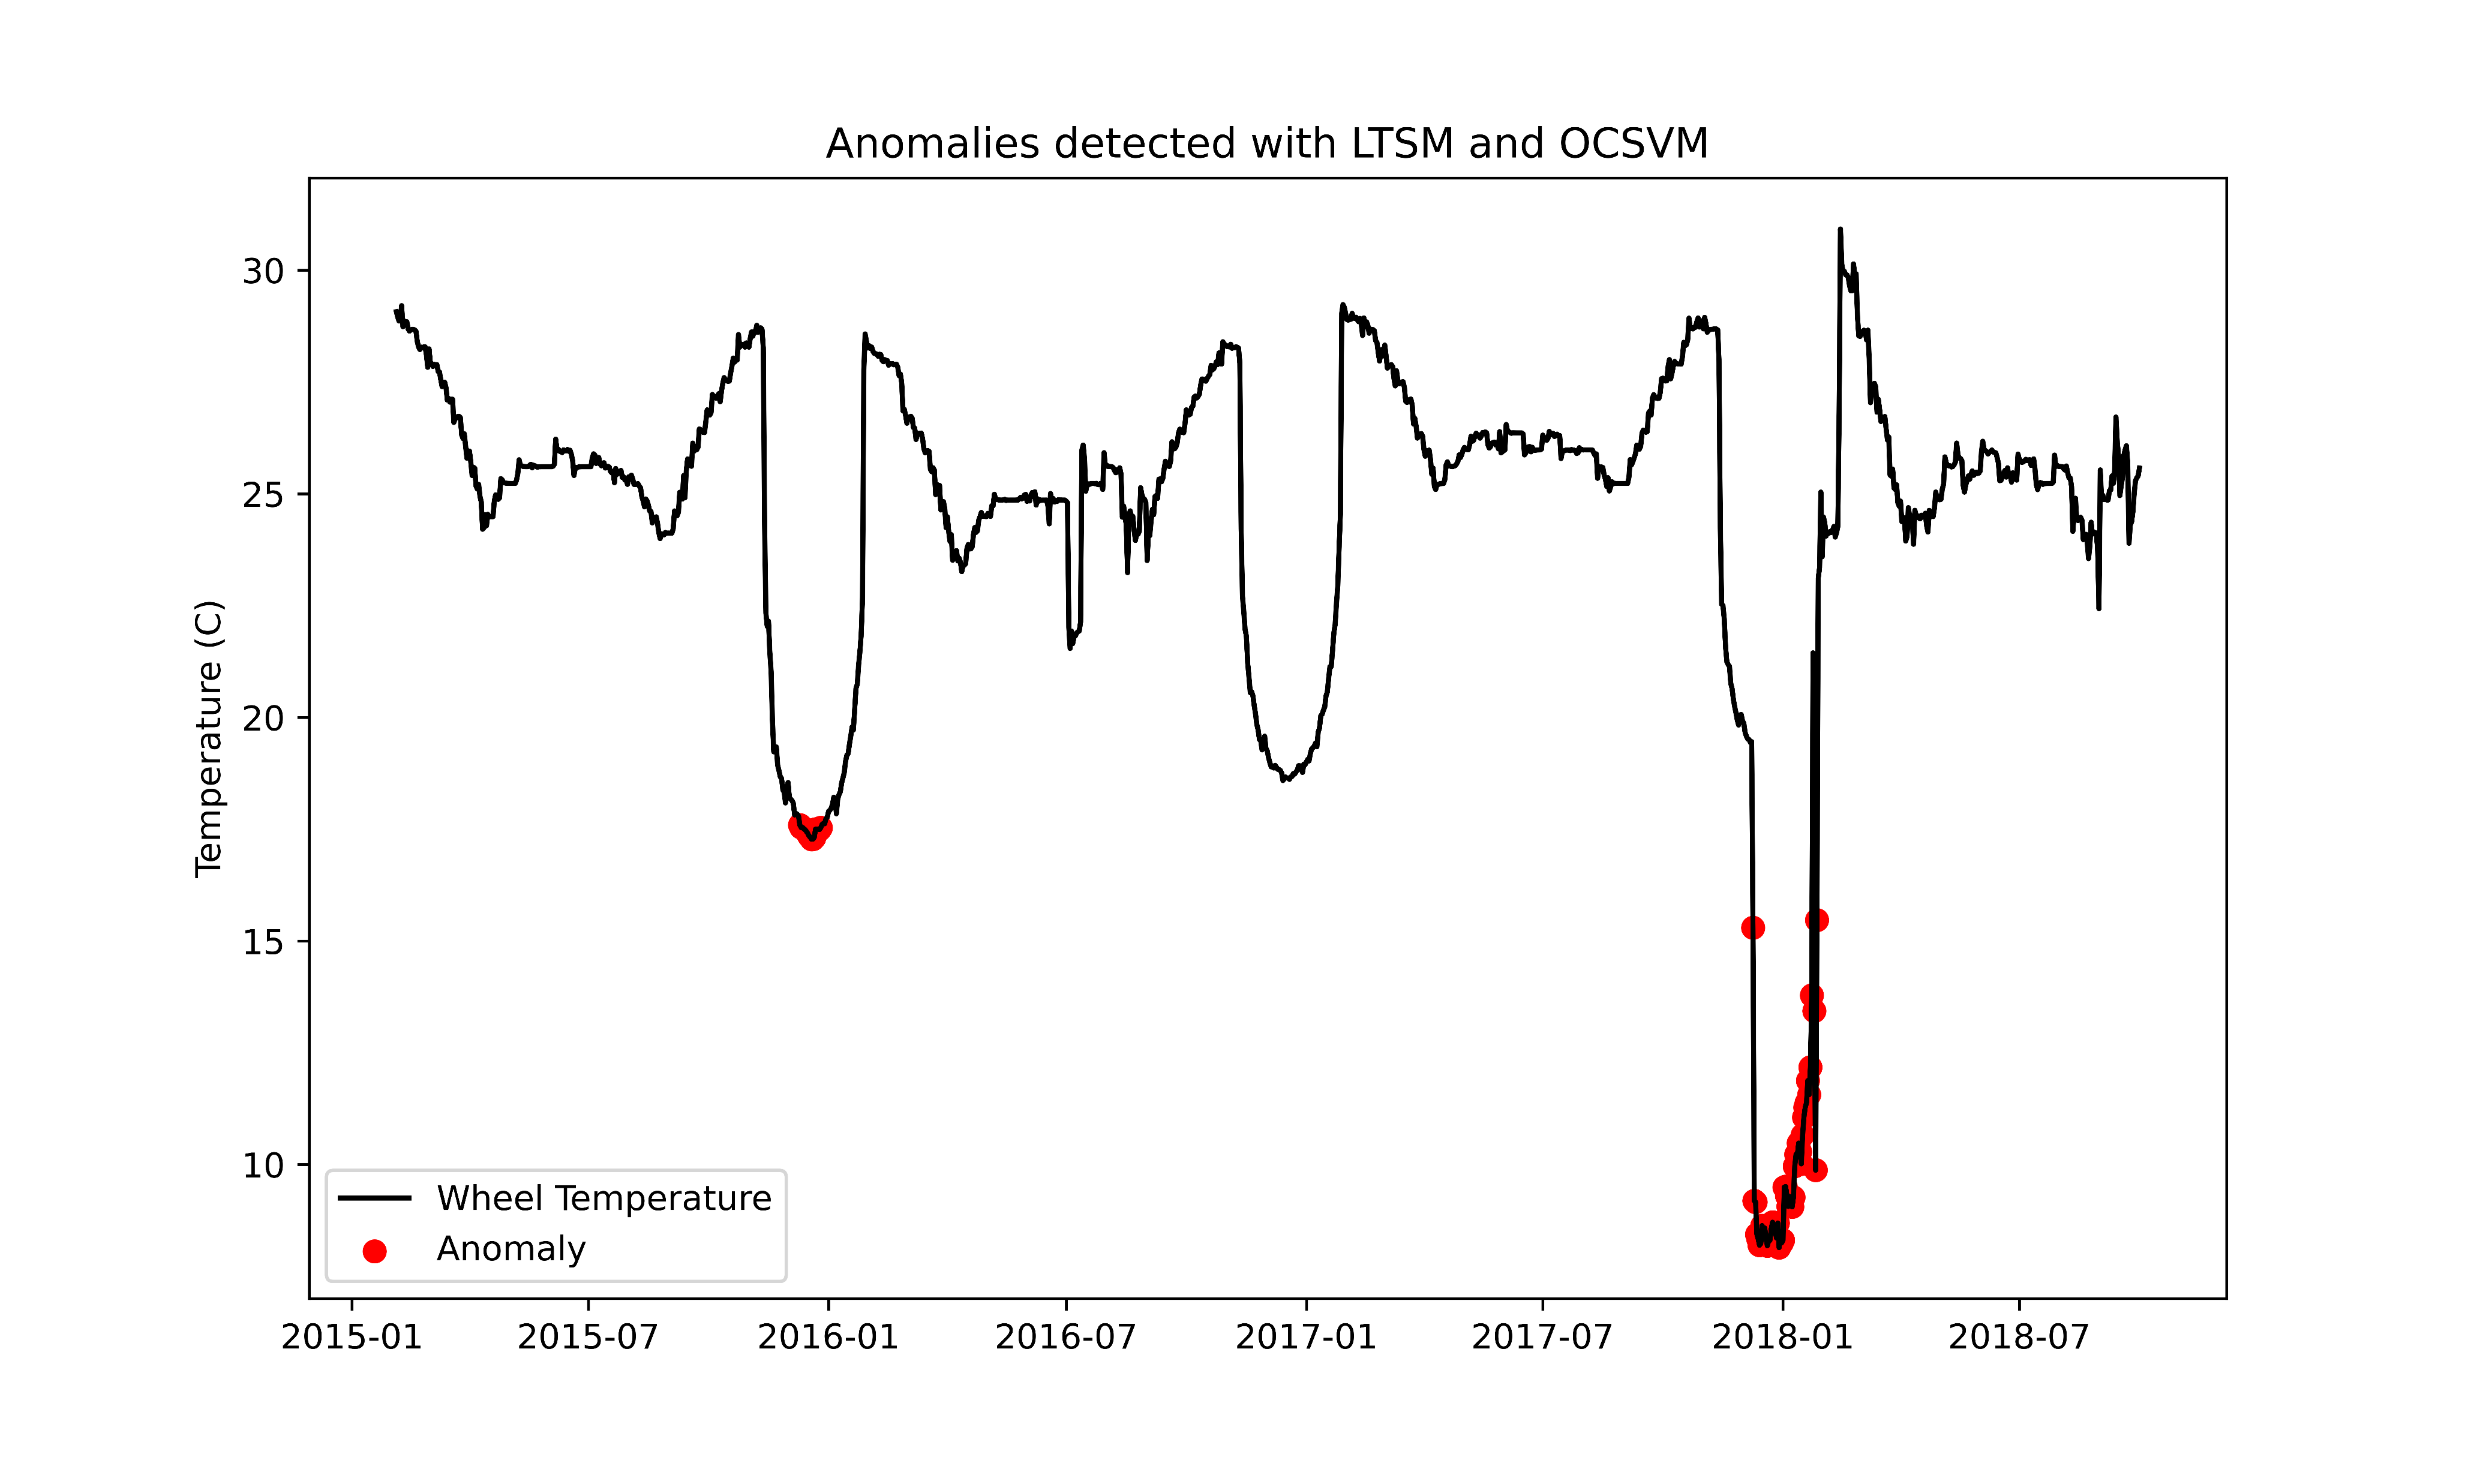 Anomalies detected with LTSM and OCSVM
Temperature (C)
30
25
20
15
10
Wheel Temperature
Anomaly
2015-01 2015-07 2016-01 2016-07 2017-01 2017-07 2018-01 2018-07